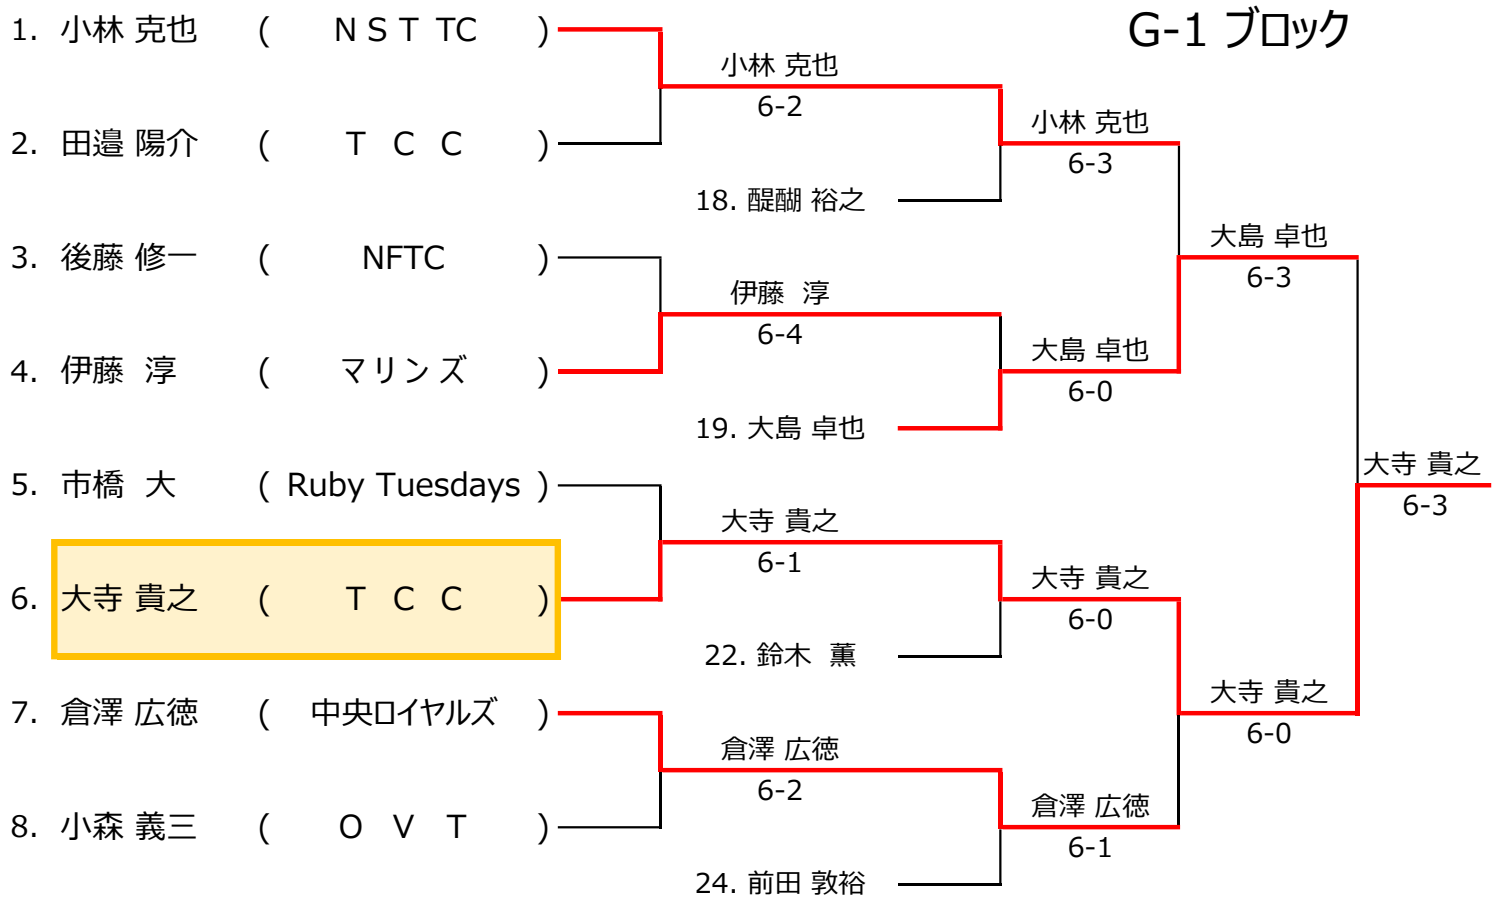 G-1 ブロック
1. 小林 克也 ( N S T TC )
小林 克也
6-2
2. 田邉 陽介 ( T C C )
小林 克也
6-3
18. 醍醐 裕之
3. 後藤 修一 ( NFTC )
大島 卓也
6-3
伊藤 淳
6-4
4. 伊藤 淳 ( マリンズ )
大島 卓也
6-0
19. 大島 卓也
5. 市橋 大 ( Ruby Tuesdays )
大寺 貴之
6-3
大寺 貴之
6-1
6. 大寺 貴之 ( T C C )
大寺 貴之
6-0
22. 鈴木 薫
7. 倉澤 広徳 ( 中央ロイヤルズ )
大寺 貴之
6-0
倉澤 広徳
6-2
8. 小森 義三 ( O V T )
倉澤 広徳
6-1
24. 前田 敦裕